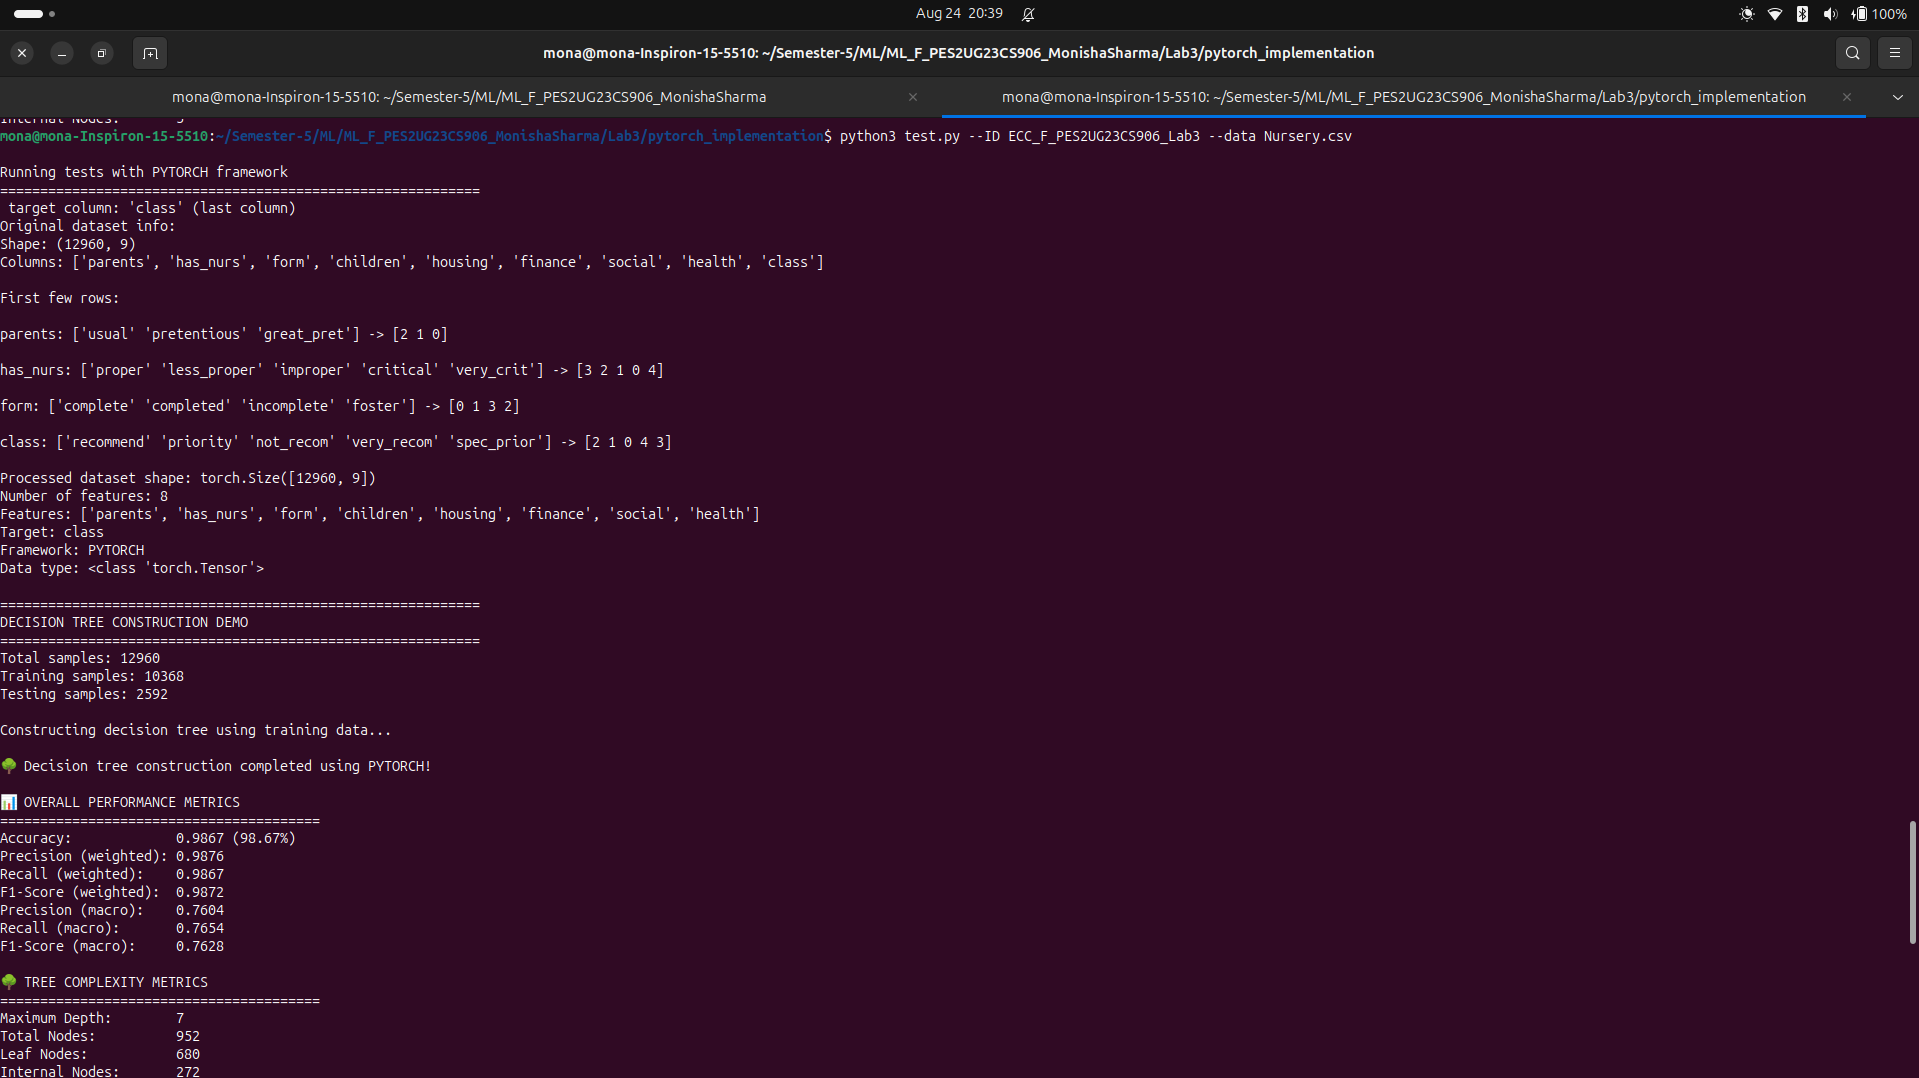 Aug 24 20:39
100%
mona@mona-Inspiron-15-5510: ~/Semester-5/ML/ML_F_PES2UG23CS906_MonishaSharma/Lab3/pytorch_implementation
mona@mona-Inspiron-15-5510: ~/Semester-5/ML/ML_F_PES2UG23CS906_MonishaSharma
mona@mona-Inspiron-15-5510: ~/Semester-5/ML/ML_F_PES2UG23CS906_MonishaSharma/Lab3/pytorch_implementation
Internal Nodes: 5
mona@mona-Inspiron-15-5510:~/Semester-5/ML/ML_F_PES2UG23CS906_MonishaSharma/Lab3/pytorch_implementation$ python3 test.py --ID ECC_F_PES2UG23CS906_Lab3 --data Nursery.csv
Running tests with PYTORCH framework
============================================================
target column: 'class' (last column)
Original dataset info:
Shape: (12960, 9)
Columns: ['parents', 'has_nurs', 'form', 'children', 'housing', 'finance', 'social', 'health', 'class']
First few rows:
parents: ['usual' 'pretentious' 'great_pret'] -> [2 1 0]
has_nurs: ['proper' 'less_proper' 'improper' 'critical' 'very_crit'] -> [3 2 1 0 4]
form: ['complete' 'completed' 'incomplete' 'foster'] -> [0 1 3 2]
class: ['recommend' 'priority' 'not_recom' 'very_recom' 'spec_prior'] -> [2 1 0 4 3]
Processed dataset shape: torch.Size([12960, 9])
Number of features: 8
Features: ['parents', 'has_nurs', 'form', 'children', 'housing', 'finance', 'social', 'health']
Target: class
Framework: PYTORCH
Data type: <class 'torch.Tensor'>
============================================================
DECISION TREE CONSTRUCTION DEMO
============================================================
Total samples: 12960
Training samples: 10368
Testing samples: 2592
Constructing decision tree using training data...
🌳 Decision tree construction completed using PYTORCH!
📊 OVERALL PERFORMANCE METRICS
========================================
Accuracy: 0.9867 (98.67%)
Precision (weighted): 0.9876
Recall (weighted): 0.9867
F1-Score (weighted): 0.9872
Precision (macro): 0.7604
Recall (macro): 0.7654
F1-Score (macro): 0.7628
🌳 TREE COMPLEXITY METRICS
========================================
Maximum Depth: 7
Total Nodes: 952
Leaf Nodes: 680
Internal Nodes: 272